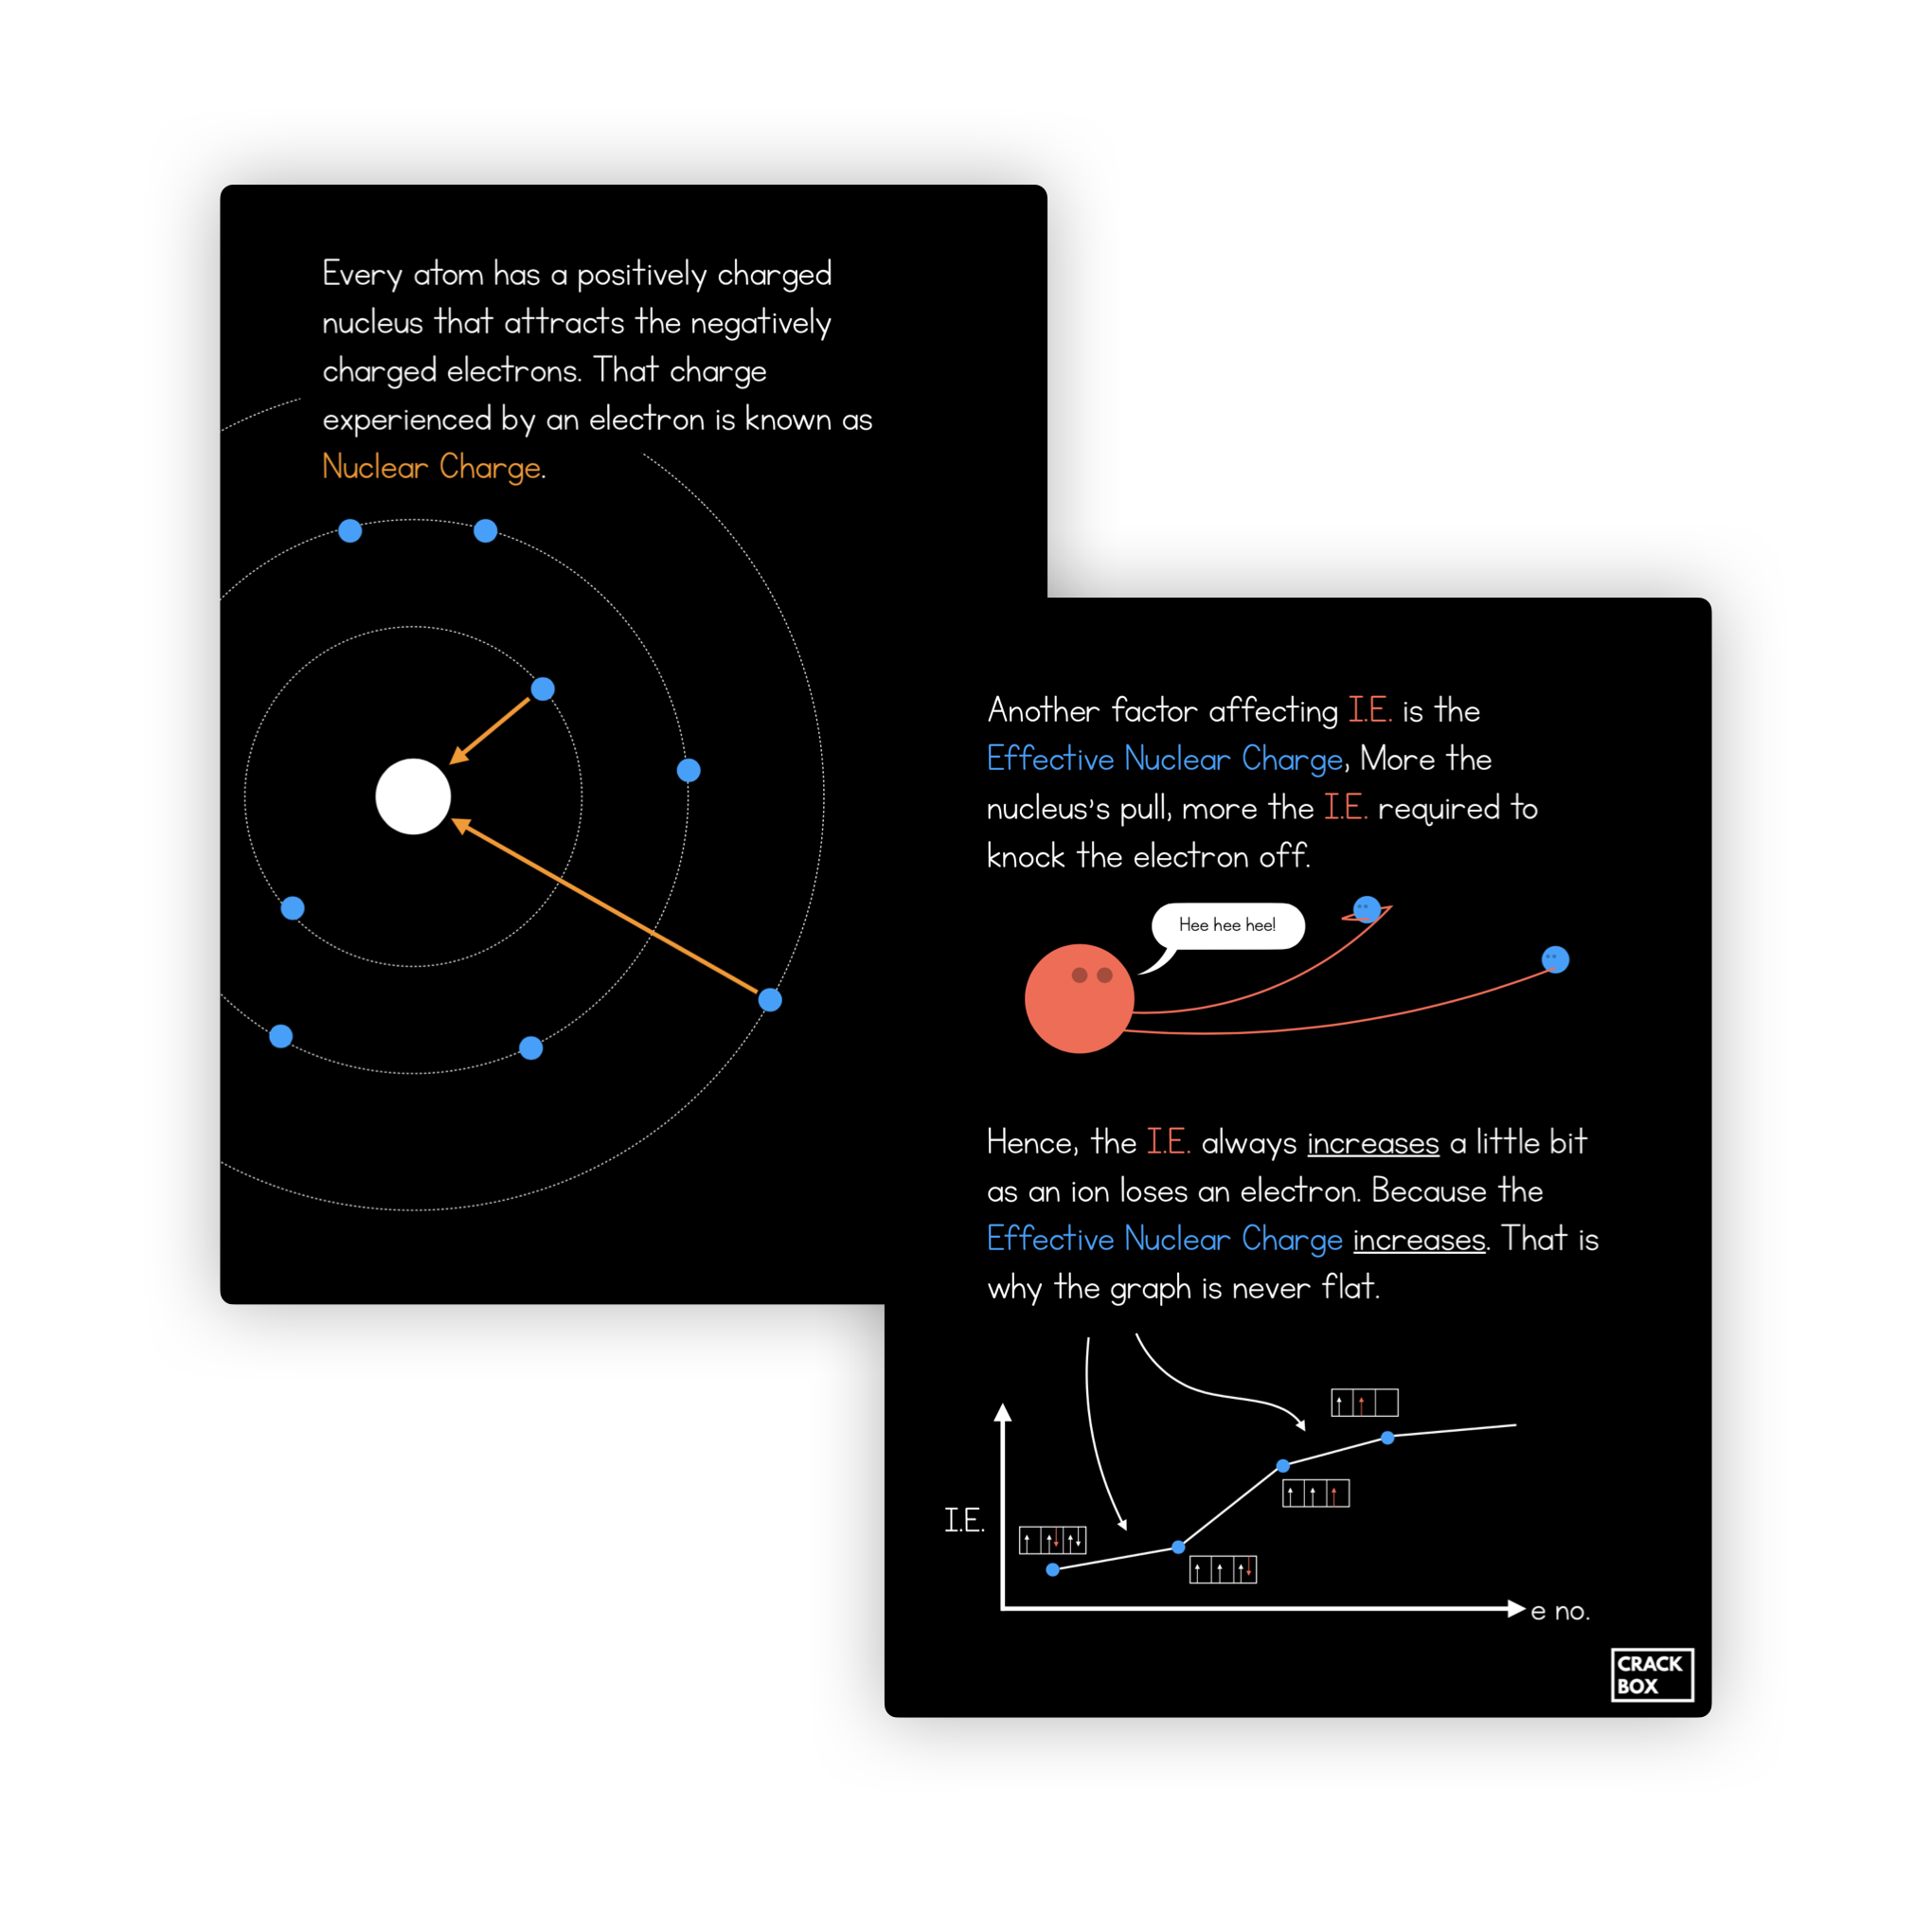 Every atom has a positively charged
nucleus that attracts the negatively
charged electrons. That charge
experienced by an electron is known as
Nuclear Charge.
Another factor affecting I.E. is the
Effective Nuclear Charge, More the
nucleus's pull, more the I.E. required to
knock the electron off.
Hee hee hee!
Hence, the I.E. always increases a little bit
as an ion loses an electron. Because the
Effective Nuclear Charge increases. That is
why the graph is never flat.
I.E.
e no.
CRACK
BOX